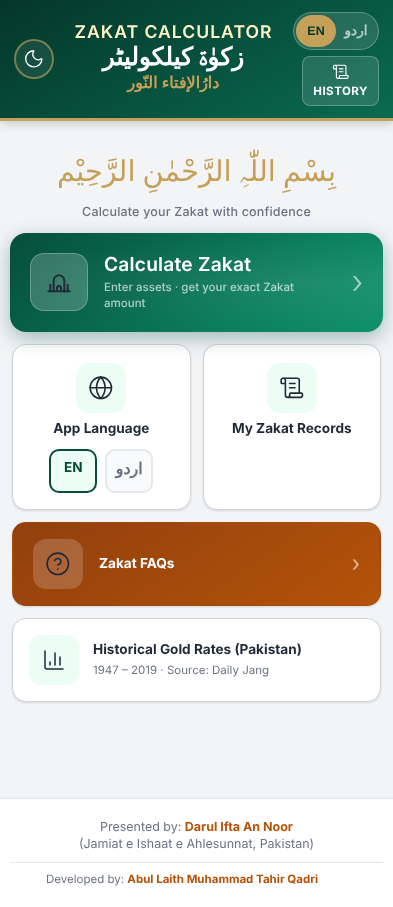 ZAKAT CALCULATOR
زکوٰۃ کیلکولیٹر
دارُالإفتاء النّور
EN
اردو
HISTORY
بِسْمِ اللّٰہِ الرَّحْمٰنِ الرَّحِیْمِ
Calculate your Zakat with confidence
Calculate Zakat
Enter assets · get your exact Zakat
amount
App Language
EN
اردو
My Zakat Records
Zakat FAQs
Historical Gold Rates (Pakistan)
1947 – 2019 · Source: Daily Jang
Presented by: Darul Ifta An Noor
(Jamiat e Ishaat e Ahlesunnat, Pakistan)
Developed by: Abul Laith Muhammad Tahir Qadri